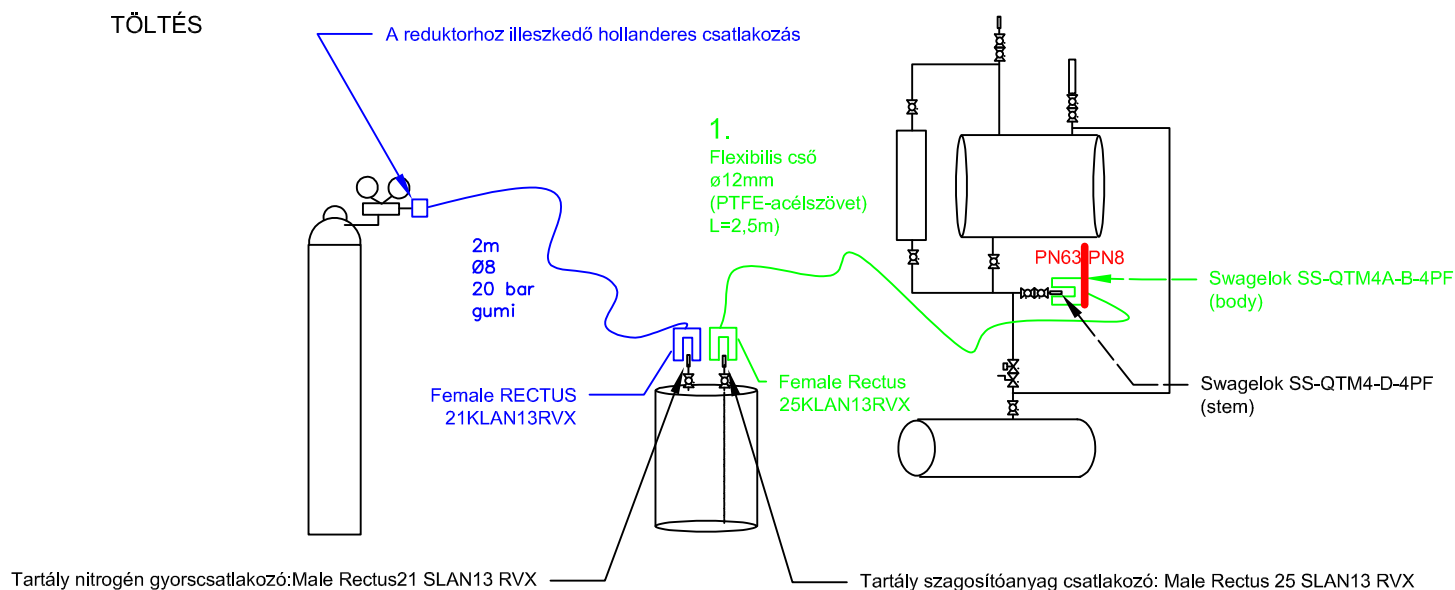 TÖLTÉS
A reduktorhoz illeszkedő hollanderes csatlakozás
1.
Flexibilis cső
ø12mm
(PTFE-acélszövet)
L=2,5m)
2m
Ø8
20 bar
gumi
PN63 PN8
Swagelok SS-QTM4A-B-4PF
(body)
Female RECTUS
21KLAN13RVX
Female Rectus
25KLAN13RVX
Swagelok SS-QTM4-D-4PF
(stem)
Tartály nitrogén gyorscsatlakozó:Male Rectus21 SLAN13 RVX
Tartály szagosítóanyag csatlakozó: Male Rectus 25 SLAN13 RVX